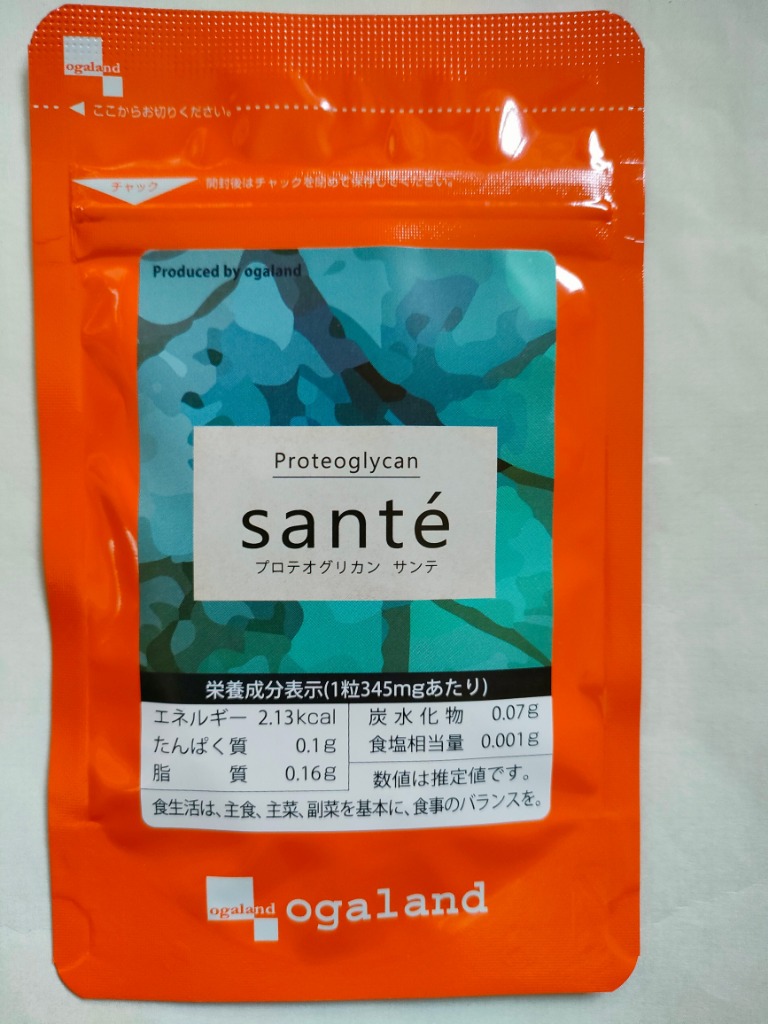 ogaland
ここからお切りください。
チャック
開封後はチャックを閉めて保存してください。
Produced by ogaland
Proteoglycan
santé
プロテオグリカン サンテ
栄養成分表示(1粒345mgあたり)
エネルギー 2.13kcal
たんぱく質 0.1g
脂質 0.16g
炭水化物 0.07g
食塩相当量 0.001g
数値は推定値です。
食生活は、主食、主菜、副菜を基本に、食事のバランスを。
ogaland ogaland